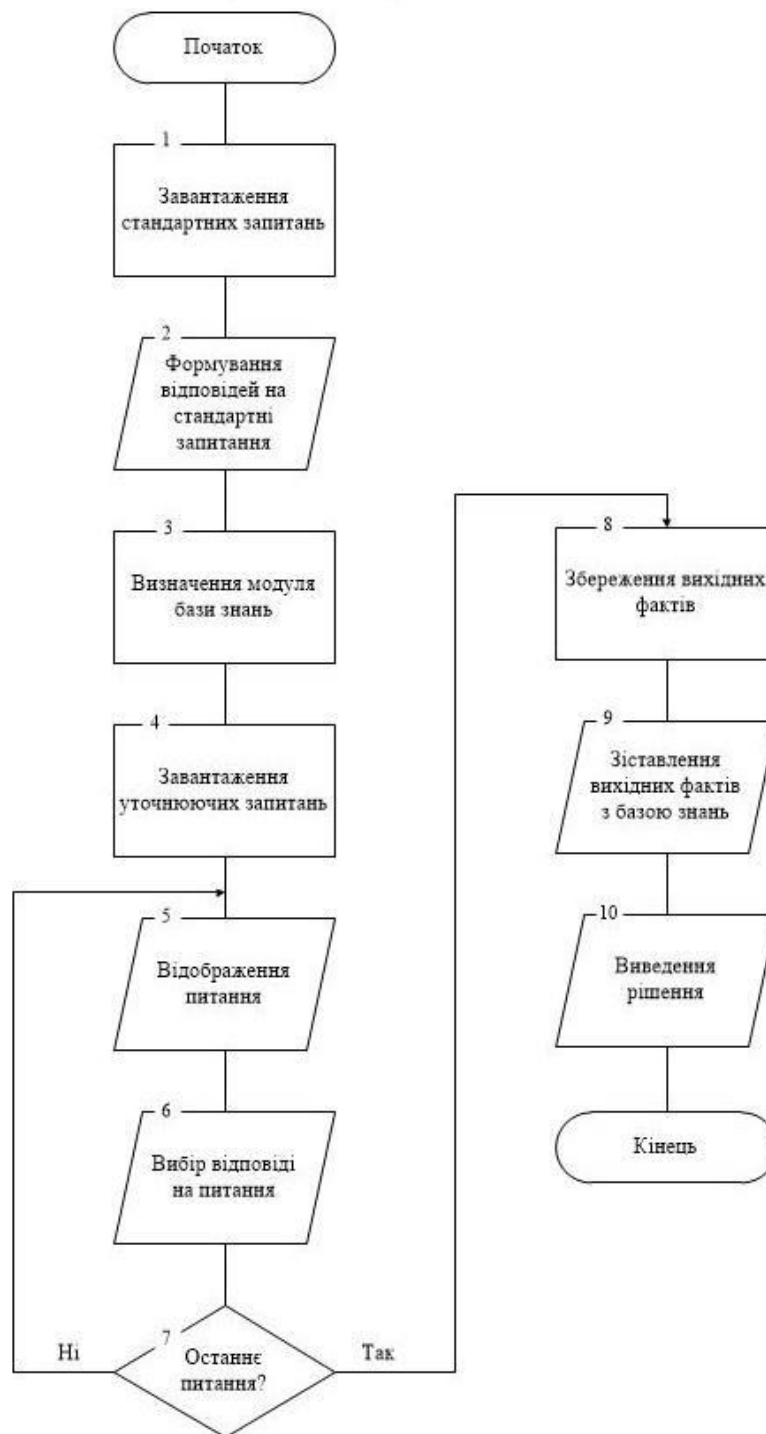 Початок
1
Завантаження
стандартних запитань
2
Формування
відповідей на
стандартні
запитання
3
Визначення модуля
бази знань
4
Завантаження
уточнюючих запитань
5
Відображення
питання
6
Вибір відповіді
на питання
7
Останнє
питання?
Ні
Так
8
Збереження вихідних
фактів
9
Зіставлення
вихідних фактів
з базою знань
10
Виведення
рішення
Кінець